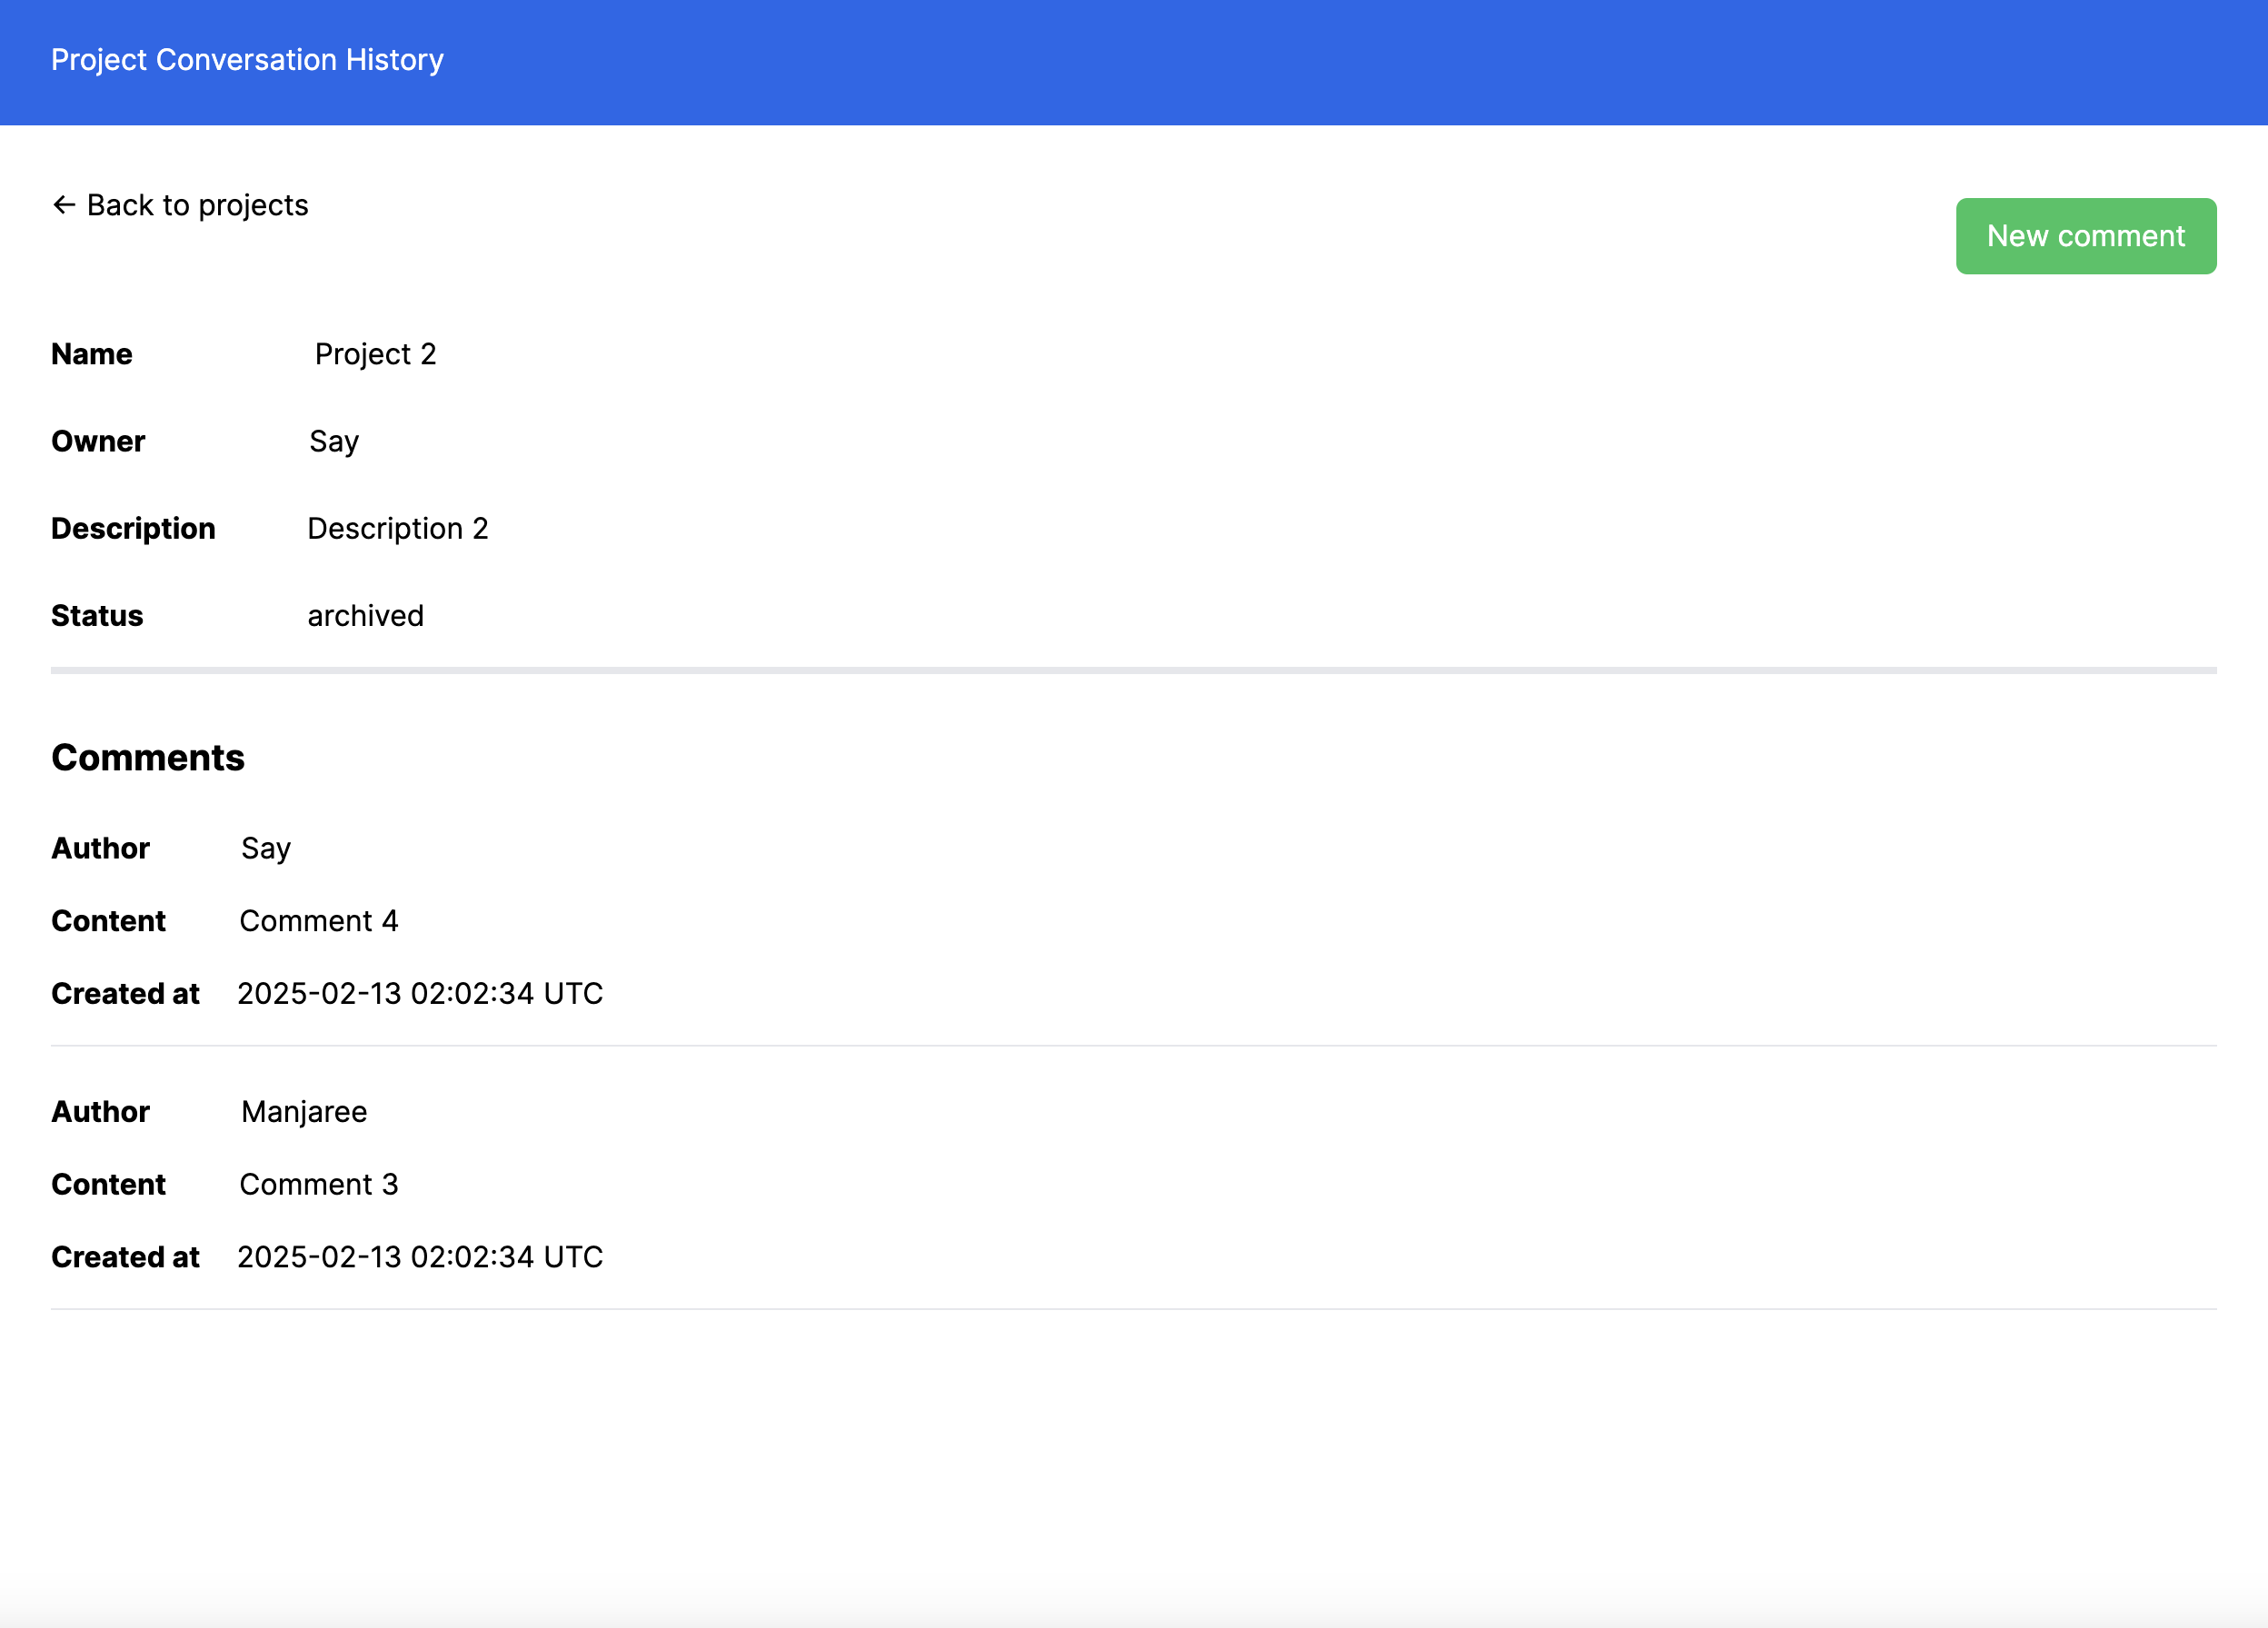 Project Conversation History
← Back to projects
New comment
Name Project 2
Owner Say
Description Description 2
Status archived
Comments
Author Say
Content Comment 4
Created at 2025-02-13 02:02:34 UTC
Author Manjaree
Content Comment 3
Created at 2025-02-13 02:02:34 UTC